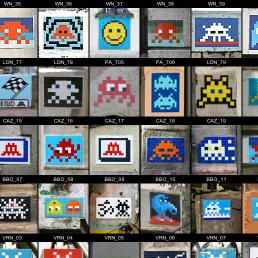 WN_35 WN_36 WN_37 WN_38 WN_39
LDN_77 LDN_78 PA_705 PA_706 LDN_79
CAZ_15 CAZ_16 CAZ_17 CAZ_18 CAZ_19
BBO_07 BBO_08 BBO_09 BBO_10 BBO_11
VRN_03 VRN_04 VRN_05 VRN_06 VRN_07